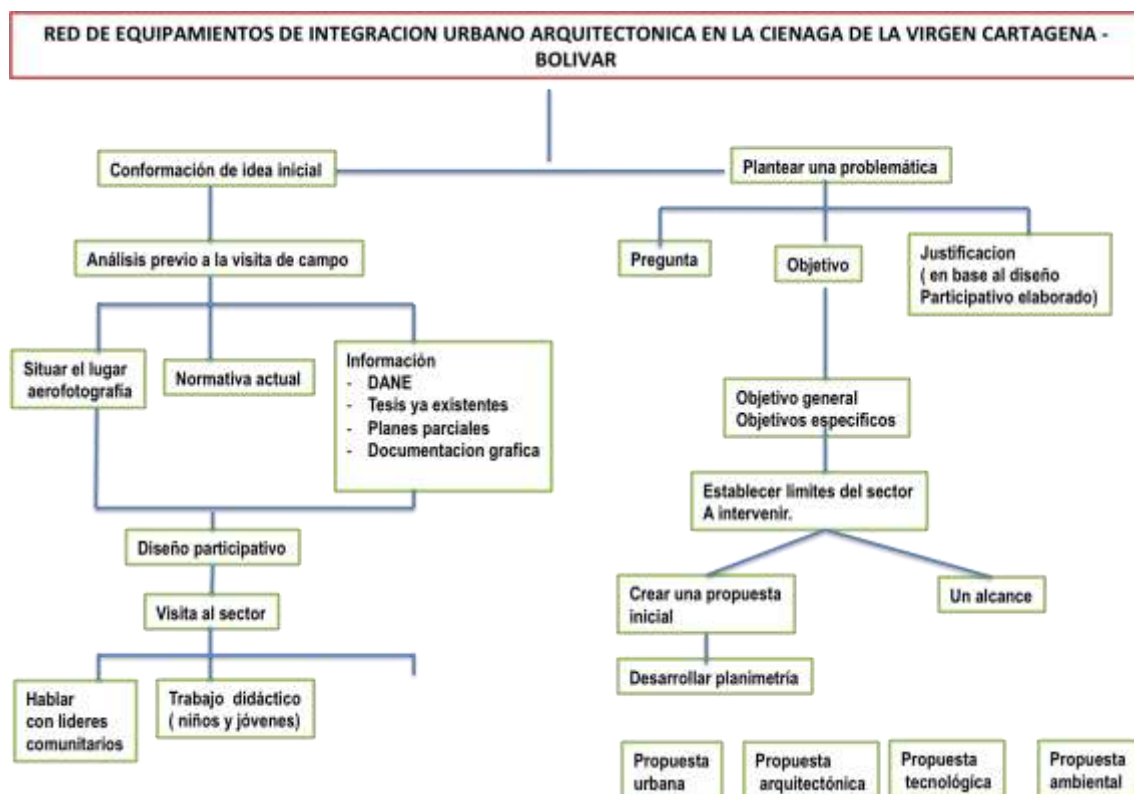 RED DE EQUIPAMIENTOS DE INTEGRACION URBANO ARQUITECTONICA EN LA CIENAGA DE LA VIRGEN CARTAGENA -
BOLIVAR
Conformación de idea inicial
Plantear una problemática
Análisis previo a la visita de campo
Pregunta
Objetivo
Justificacion
( en base al diseño
Participativo elaborado)
Situar el lugar
aerofotografía
Normativa actual
Información
- DANE
- Tesis ya existentes
- Planes parciales
- Documentacion grafica
Objetivo general
Objetivos específicos
Establecer limites del sector
A intervenir.
Diseño participativo
Visita al sector
Crear una propuesta
inicial
Un alcance
Desarrollar planimetría
Hablar
con lideres
comunitarios
Trabajo didáctico
( niños y jóvenes)
Propuesta
urbana
Propuesta
arquitectónica
Propuesta
tecnológica
Propuesta
ambiental